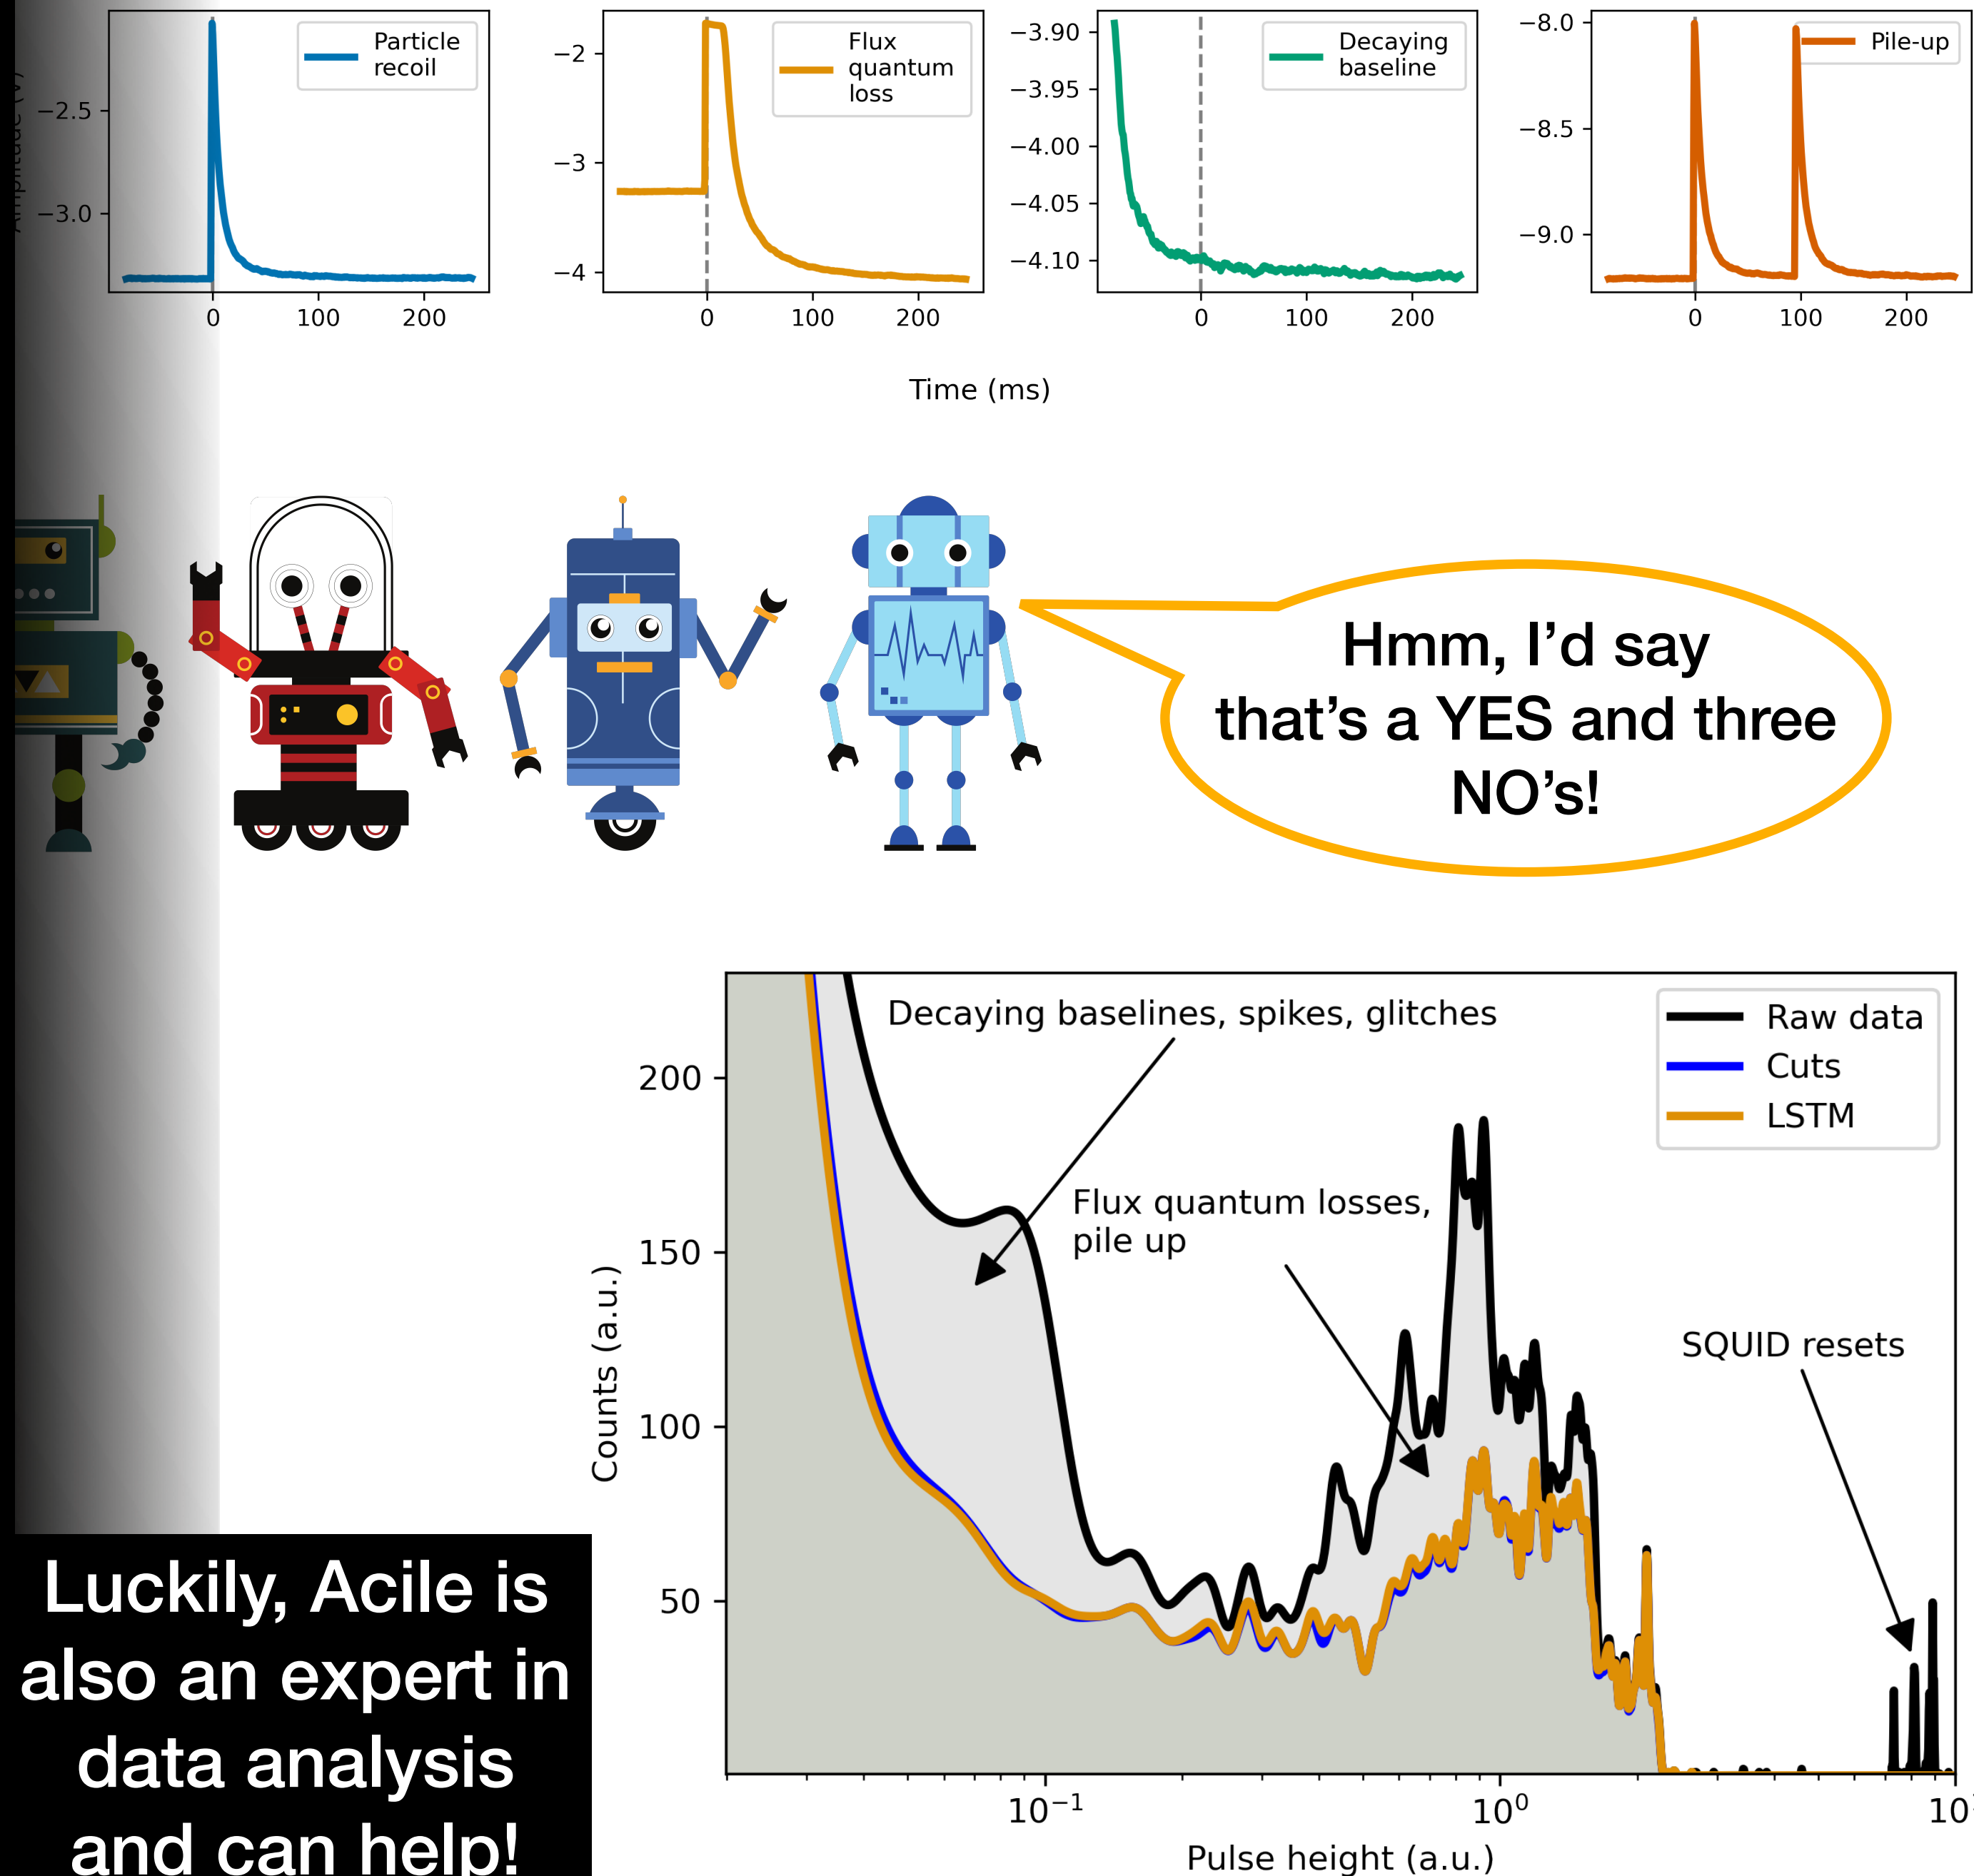 Particle
recoil
Flux
quantum
loss
Decaying
baseline
Pile-up
Amplitude (V)
−2.5
−3.0
−2
−3
−4
−3.90
−3.95
−4.00
−4.05
−4.10
−8.0
−8.5
−9.0
0 100 200
0 100 200
0 100 200
0 100 200
Time (ms)
Hmm, I’d say
that’s a YES and three
NO’s!
Decaying baselines, spikes, glitches
Raw data
Cuts
LSTM
Flux quantum losses,
pile up
SQUID resets
Counts (a.u.)
200
150
100
50
10⁻¹ 10⁰
Pulse height (a.u.)
Luckily, Acile is
also an expert in
data analysis
and can help!